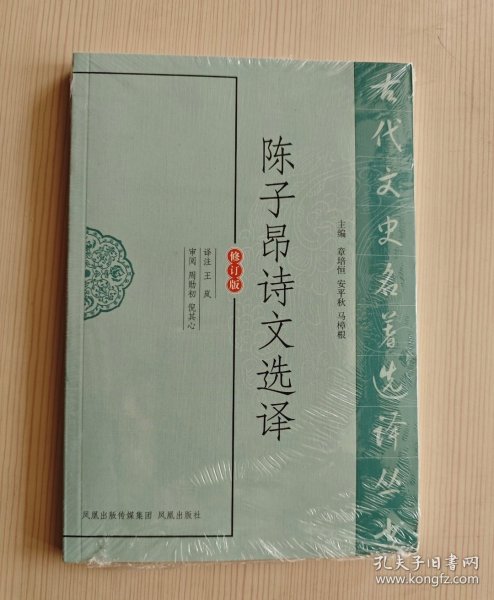 古代文史名著选译丛书
主编 章培恒 安平秋 马樟根
陈子昂诗文选译
修订版
译注 王岚
审阅 周勋初 倪其心
凤凰出版传媒集团 凤凰出版社
孔夫子旧书网
www.kongfz.com